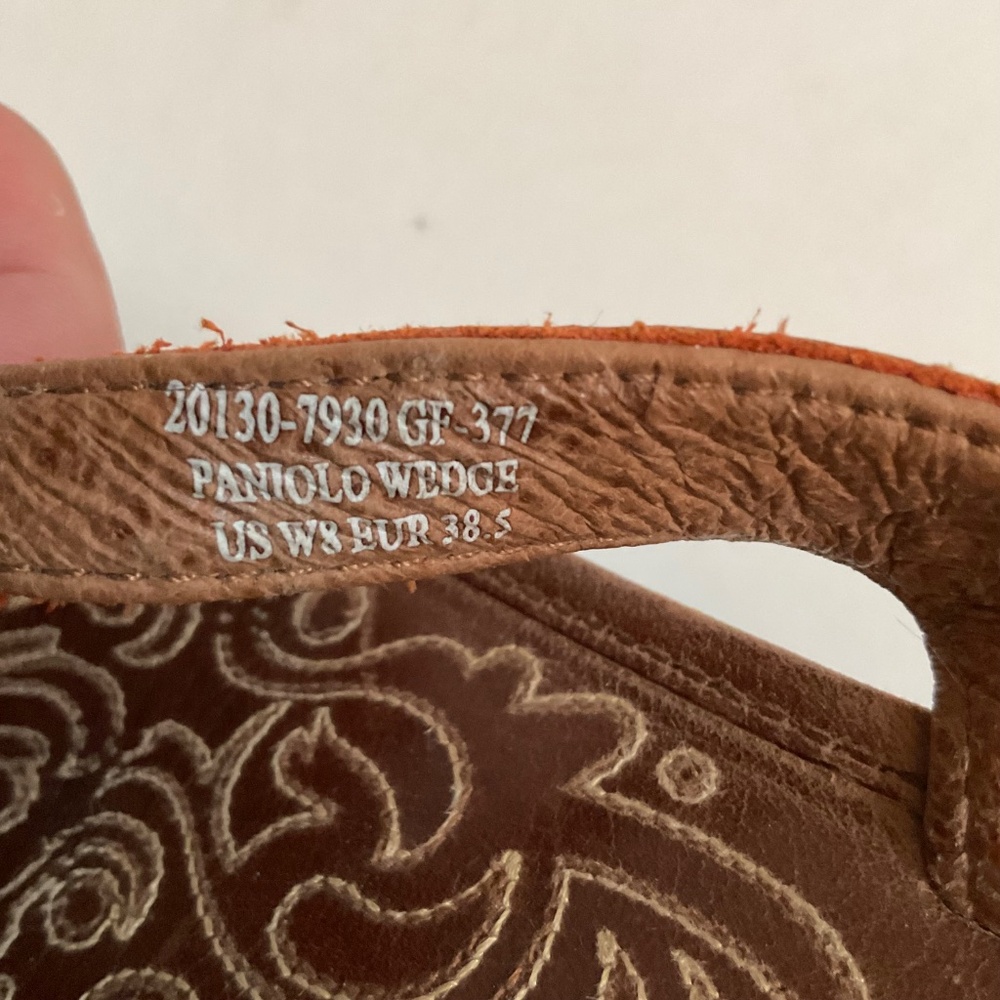 20130-7930 GF-377
PANIOLO WEDGE
US W8 EUR 38.5